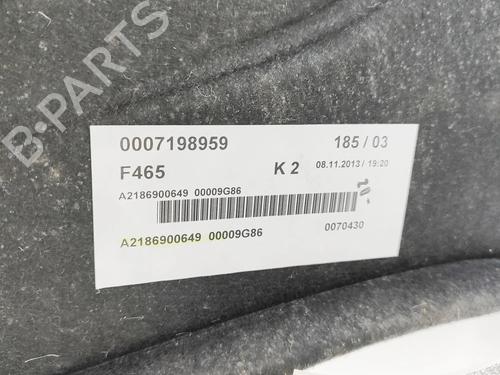 B-PARTS
0007198959 185 / 03
F465 K 2 08.11.2013 / 19:20
A2186900649 00009G86
A2186900649 00009G86 0070430